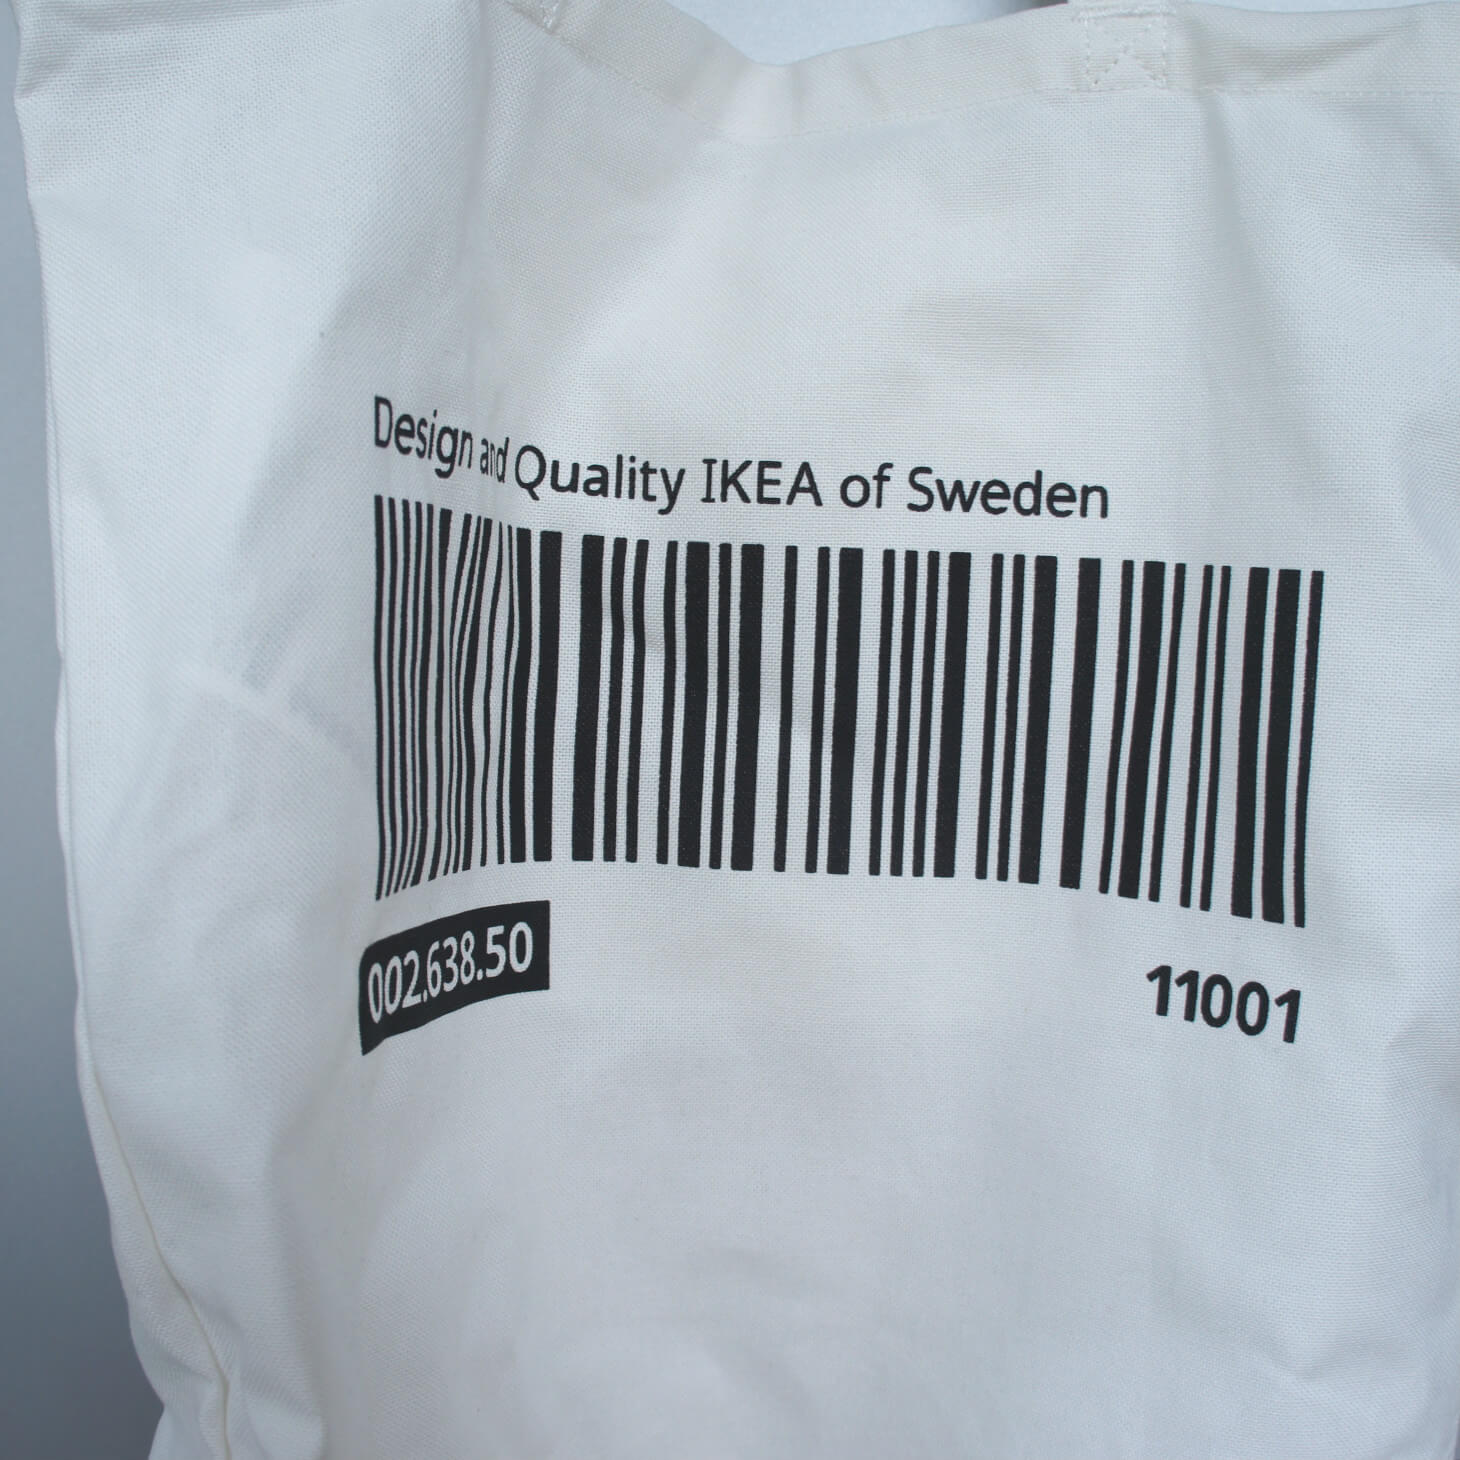 Design and Quality IKEA of Sweden
002.638.50
11001